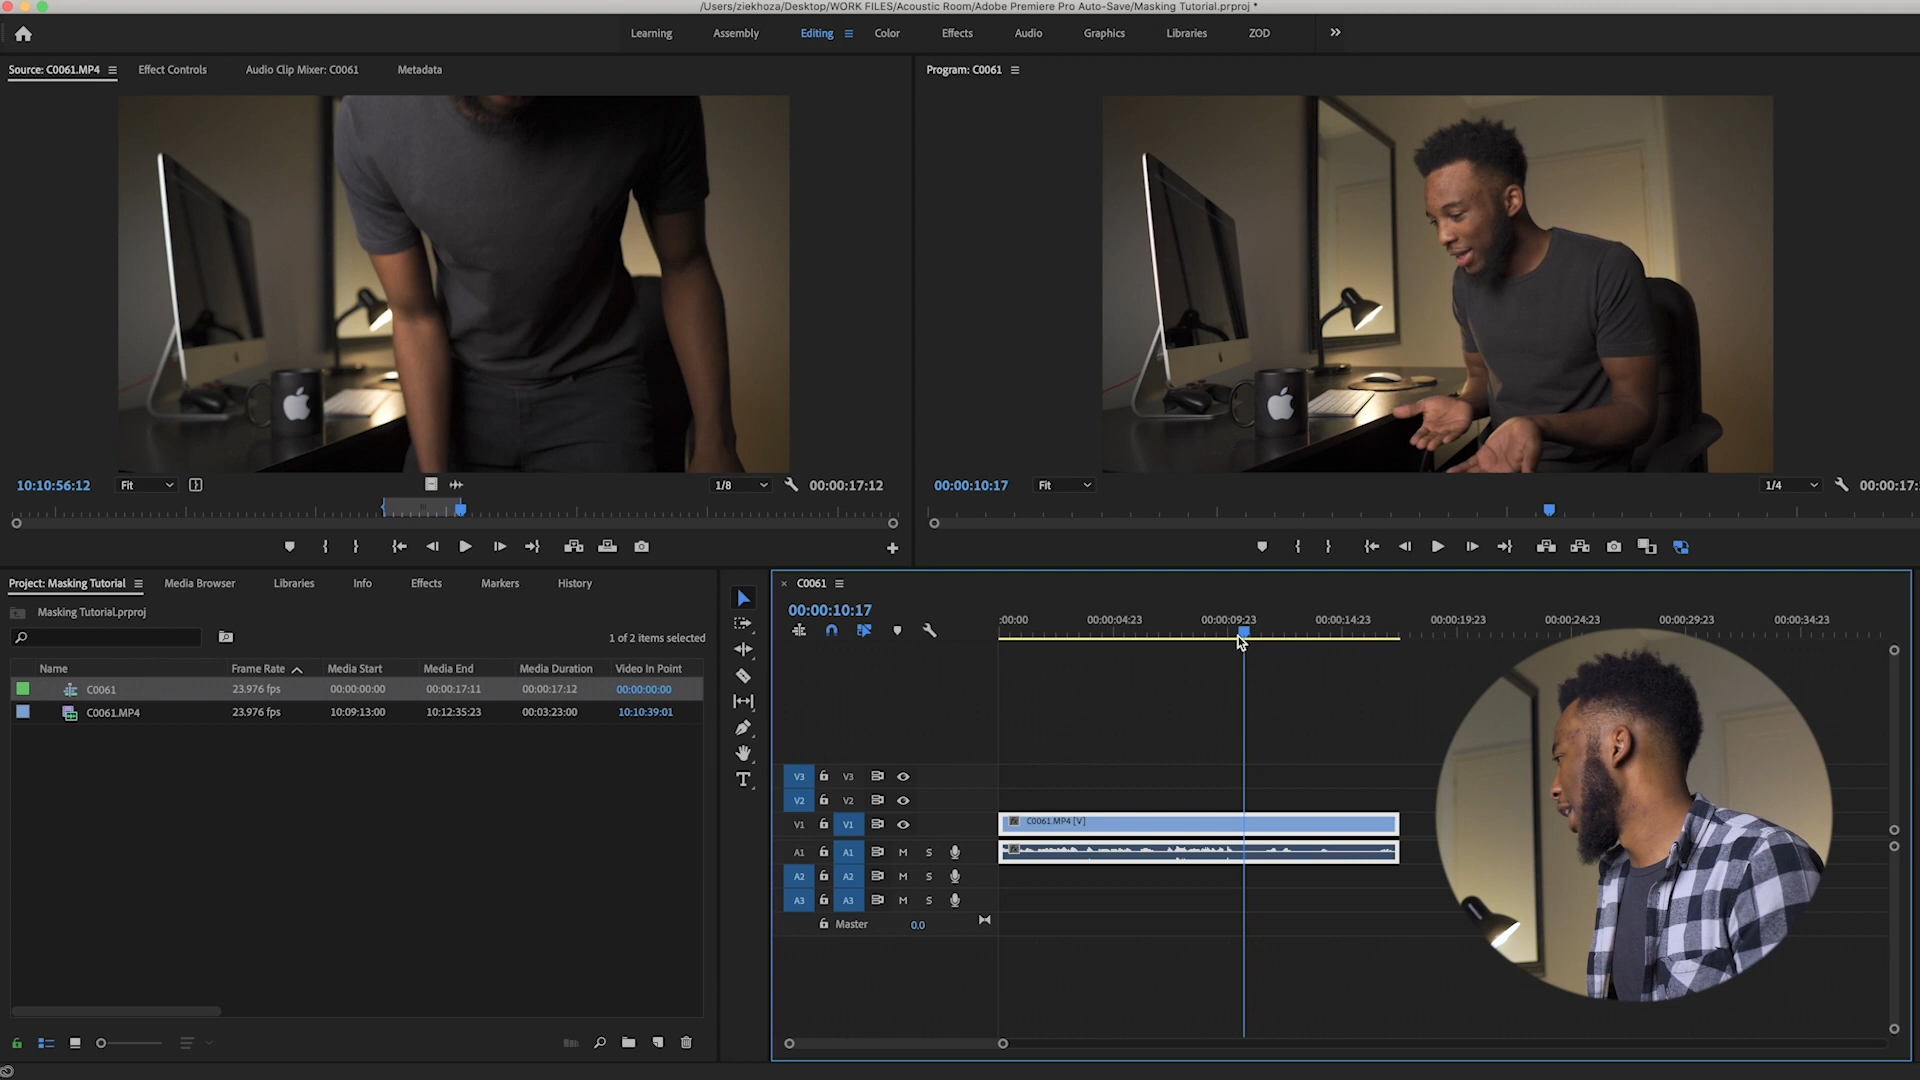 /Users/ziekhoza/Desktop/WORK FILES/Acoustic Room/Adobe Premiere Pro Auto-Save/Masking Tutorial.prproj *
Learning Assembly Editing Color Effects Audio Graphics Libraries ZOD
Source: C0061.MP4 Effect Controls Audio Clip Mixer: C0061 Metadata
Program: C0061
10:10:56:12 Fit 1/8 00:00:17:12
00:00:10:17 Fit 1/4 00:00:17:
Project: Masking Tutorial Media Browser Libraries Info Effects Markers History
Masking Tutorial.prproj
1 of 2 items selected
Name Frame Rate Media Start Media End Media Duration Video In Point
C0061 23.976 fps 00:00:00:00 00:00:17:11 00:00:17:12 00:00:00:00
C0061.MP4 23.976 fps 10:09:13:00 10:12:35:23 00:03:23:00 10:10:39:01
C0061
00:00:10:17
:00:00 00:00:04:23 00:00:09:23 00:00:14:23 00:00:19:23 00:00:24:23 00:00:29:23 00:00:34:23
V3 V3
V2 V2
V1 V1 C0061.MP4 [V]
A1 A1 M S
A2 A2 M S
A3 A3 M S
Master 0.0